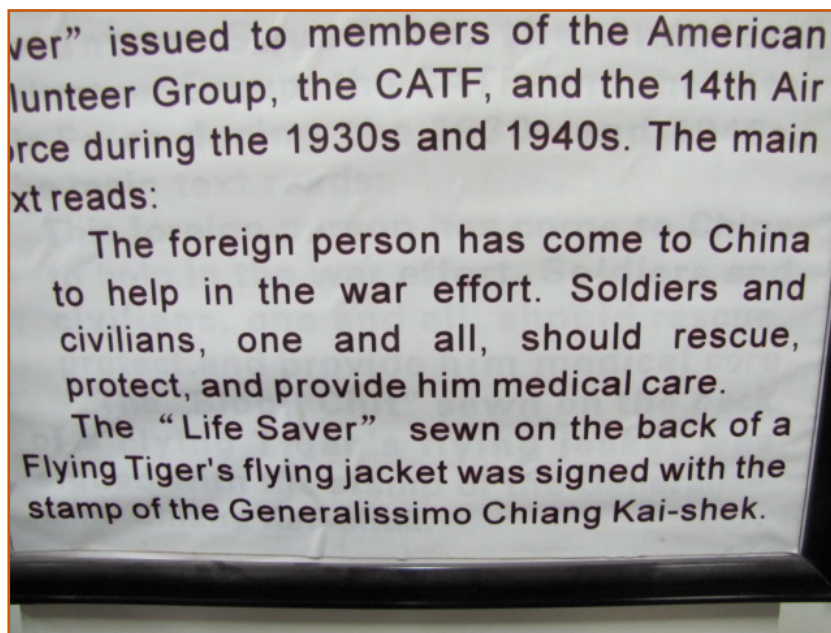 ver” issued to members of the American
lunteer Group, the CATF, and the 14th Air
orce during the 1930s and 1940s. The main
xt reads:
The foreign person has come to China
to help in the war effort. Soldiers and
civilians, one and all, should rescue,
protect, and provide him medical care.
The “Life Saver” sewn on the back of a
Flying Tiger's flying jacket was signed with the
stamp of the Generalissimo Chiang Kai-shek.